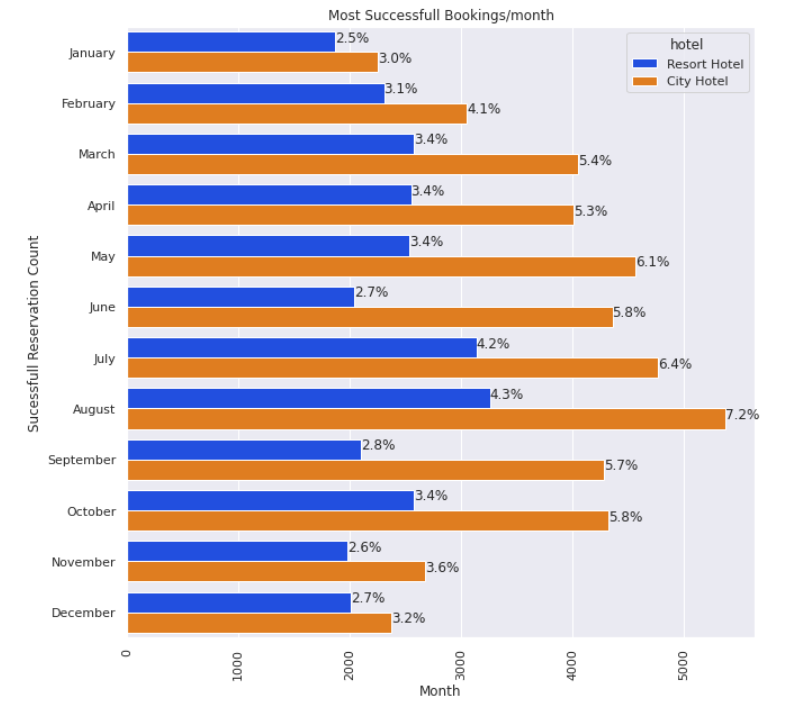 Most Successfull Bookings/month
hotel
Resort Hotel
City Hotel
Sucessfull Reservation Count
January
2.5%
3.0%
February
3.1%
4.1%
March
3.4%
5.4%
April
3.4%
5.3%
May
3.4%
6.1%
June
2.7%
5.8%
July
4.2%
6.4%
August
4.3%
7.2%
September
2.8%
5.7%
October
3.4%
5.8%
November
2.6%
3.6%
December
2.7%
3.2%
0
1000
2000
3000
4000
5000
Month